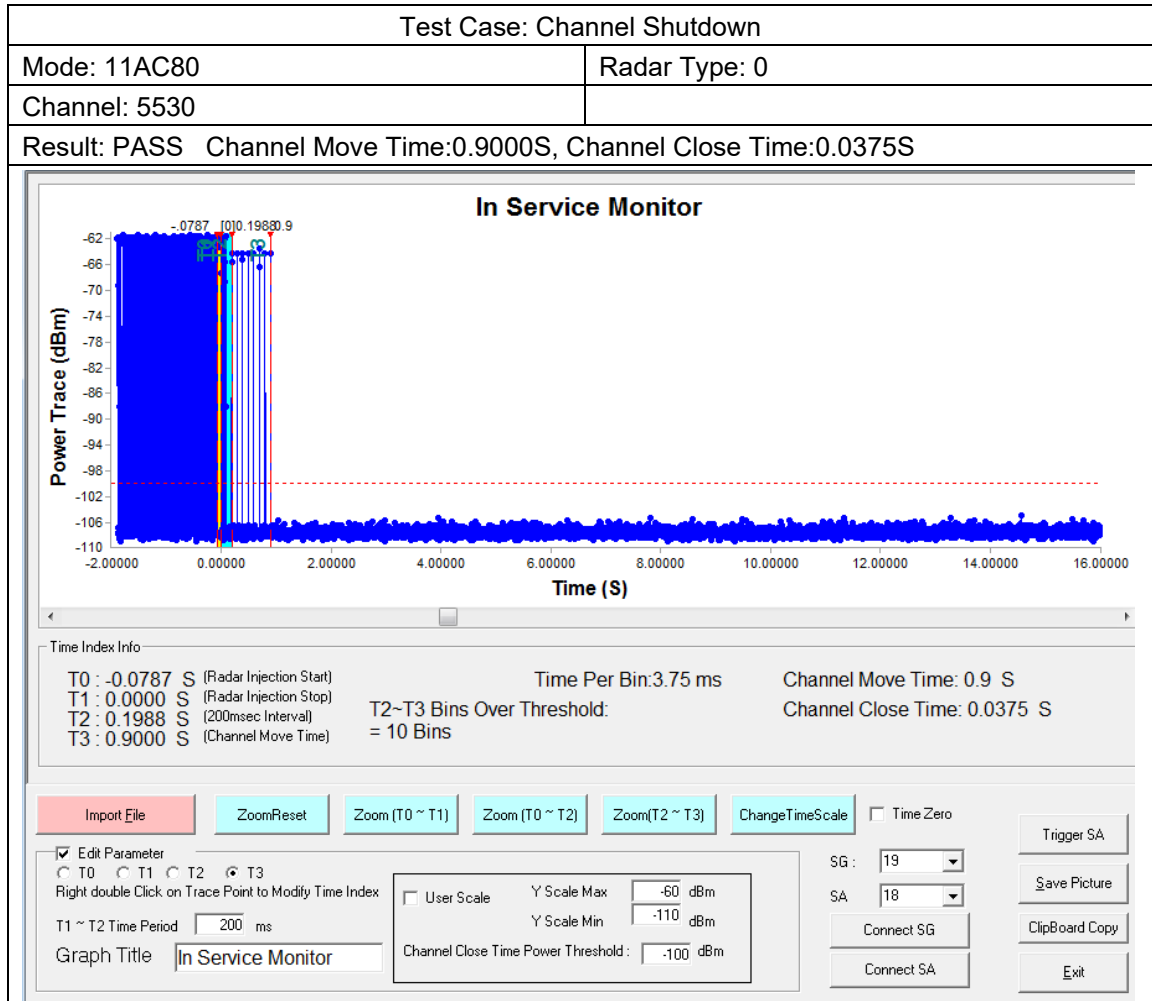 Test Case: Channel Shutdown
Mode: 11AC80 Radar Type: 0
Channel: 5530
Result: PASS Channel Move Time:0.9000S, Channel Close Time:0.0375S
In Service Monitor
-.0787 [0]0.1988 0.9
T3
-62
-66
-70
-74
-78
-82
-86
-90
-94
-98
-102
-106
-110
Power Trace (dBm)
-2.00000 0.00000 2.00000 4.00000 6.00000 8.00000 10.00000 12.00000 14.00000 16.00000
Time (S)
Time Index Info
T0 : -0.0787 S (Radar Injection Start)
T1 : 0.0000 S (Radar Injection Stop)
T2 : 0.1988 S (200msec Interval)
T3 : 0.9000 S (Channel Move Time)
Time Per Bin:3.75 ms
T2~T3 Bins Over Threshold:
= 10 Bins
Channel Move Time: 0.9 S
Channel Close Time: 0.0375 S
Import File ZoomReset Zoom (T0 ~ T1) Zoom (T0 ~ T2) Zoom(T2 ~ T3) ChangeTimeScale Time Zero
Trigger SA
Edit Parameter
T0 T1 T2 T3
Right double Click on Trace Point to Modify Time Index
T1 ~ T2 Time Period 200 ms
Graph Title In Service Monitor
User Scale Y Scale Max -60 dBm
Y Scale Min -110 dBm
Channel Close Time Power Threshold : -100 dBm
SG : 19
SA 18
Connect SG
Connect SA
Save Picture
ClipBoard Copy
Exit